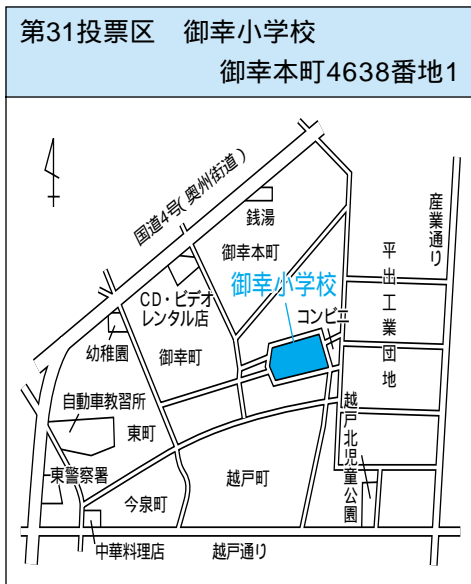 第31投票区　御幸小学校
御幸本町4638番地1
国道4号(奥州街道)
銭湯
産業通り
御幸本町
平出工業団地
御幸小学校
CD・ビデオ
レンタル店
コンビニ
幼稚園
御幸町
自動車教習所
東町
越戸北児童公園
東警察署
越戸町
今泉町
中華料理店
越戸通り